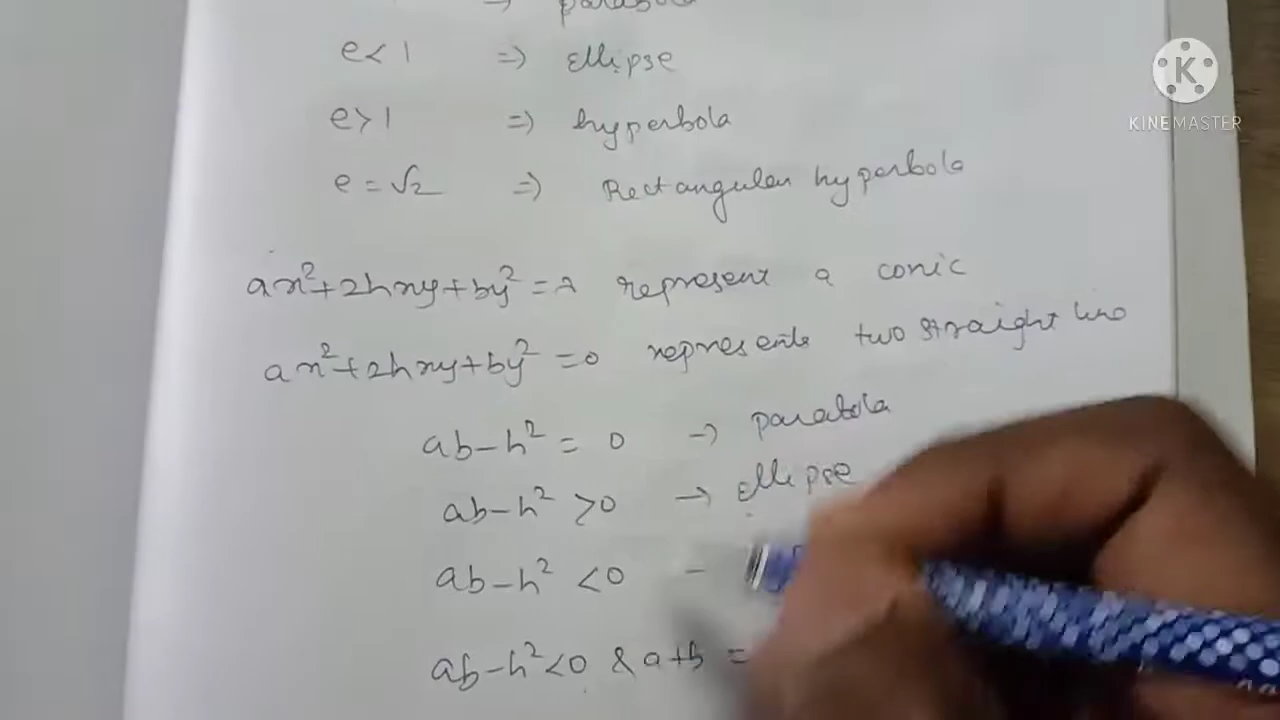 =) parabola
e < 1 =) Ellipse
K
KINEMASTER
e > 1 =) hyperbola
e = √2 =) Rectangular hyperbola
ax²+2hxy+by² = λ represent a conic
ax²+2hxy+by² = 0 represents two straight line
ab-h² = 0 → parabola
ab-h² > 0 → Ellipse
ab-h² < 0 -
ab-h² < 0 & a+b =